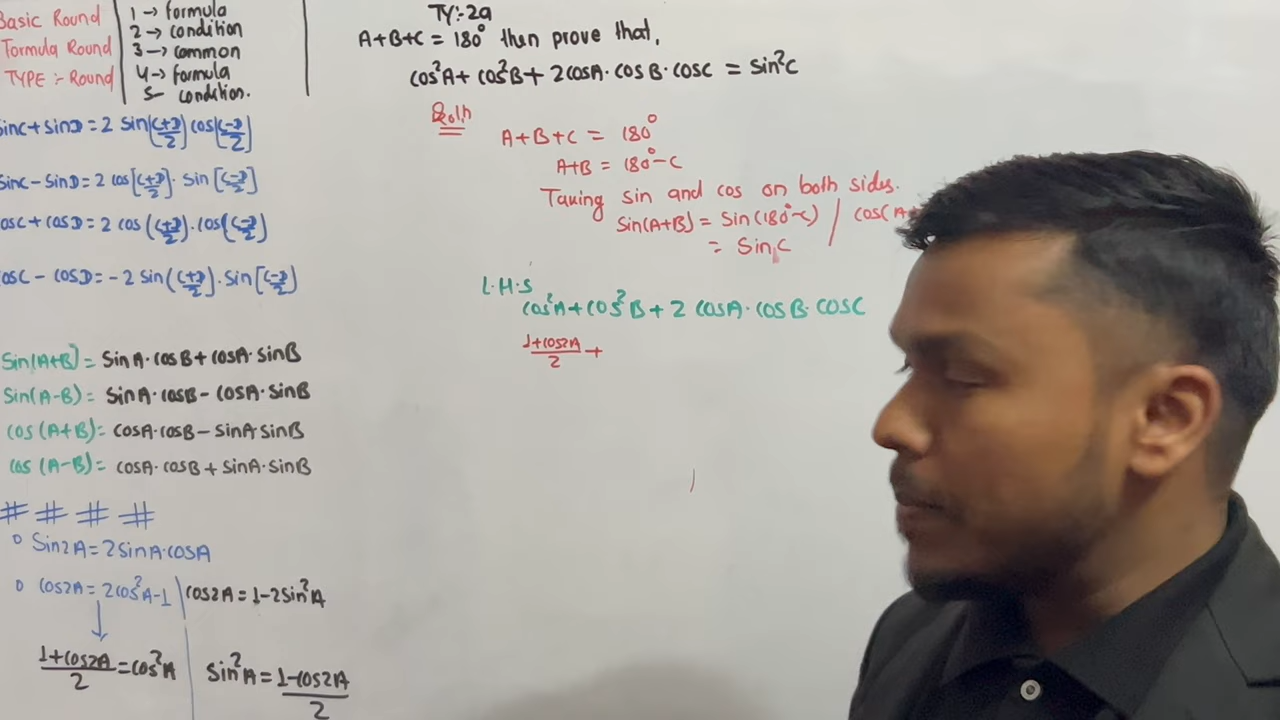 Basic Round
Formula Round
TYPE :- Round
1 → formula
2 → condition
3 → common
4 → formula
5 → condition.
sinC + sinD = 2 sin(C+D/2) cos(C-D/2)
sinC - sinD = 2 cos(C+D/2) · sin[C-D/2]
cosC + cosD = 2 cos (C+D/2) · cos(C-D/2)
cosC - cosD = -2 sin(C+D/2) · sin[C-D/2]
Sin(A+B) = SinA·cosB + cosA·sinB
Sin(A-B) = SinA·cosB - cosA·sinB
cos(A+B) = cosA·cosB - sinA·sinB
cos(A-B) = cosA·cosB + sinA·sinB
# # # #
Sin2A = 2sinA·cosA
cos2A = 2cos²A-1 | cos2A = 1-2sin²A
1+cos2A/2 = cos²A
Sin²A = 1-cos2A/2
TY:-2a
A+B+C = 180° then prove that,
cos²A + cos²B + 2cosA·cosB·cosC = Sin²C
Solⁿ
A+B+C = 180°
A+B = 180°-C
Taking sin and cos on both sides.
Sin(A+B) = Sin(180°-C) / cos(A+
= SinC
L.H.S
cos²A + cos²B + 2 cosA·cosB·cosC
1+cos2A/2 +